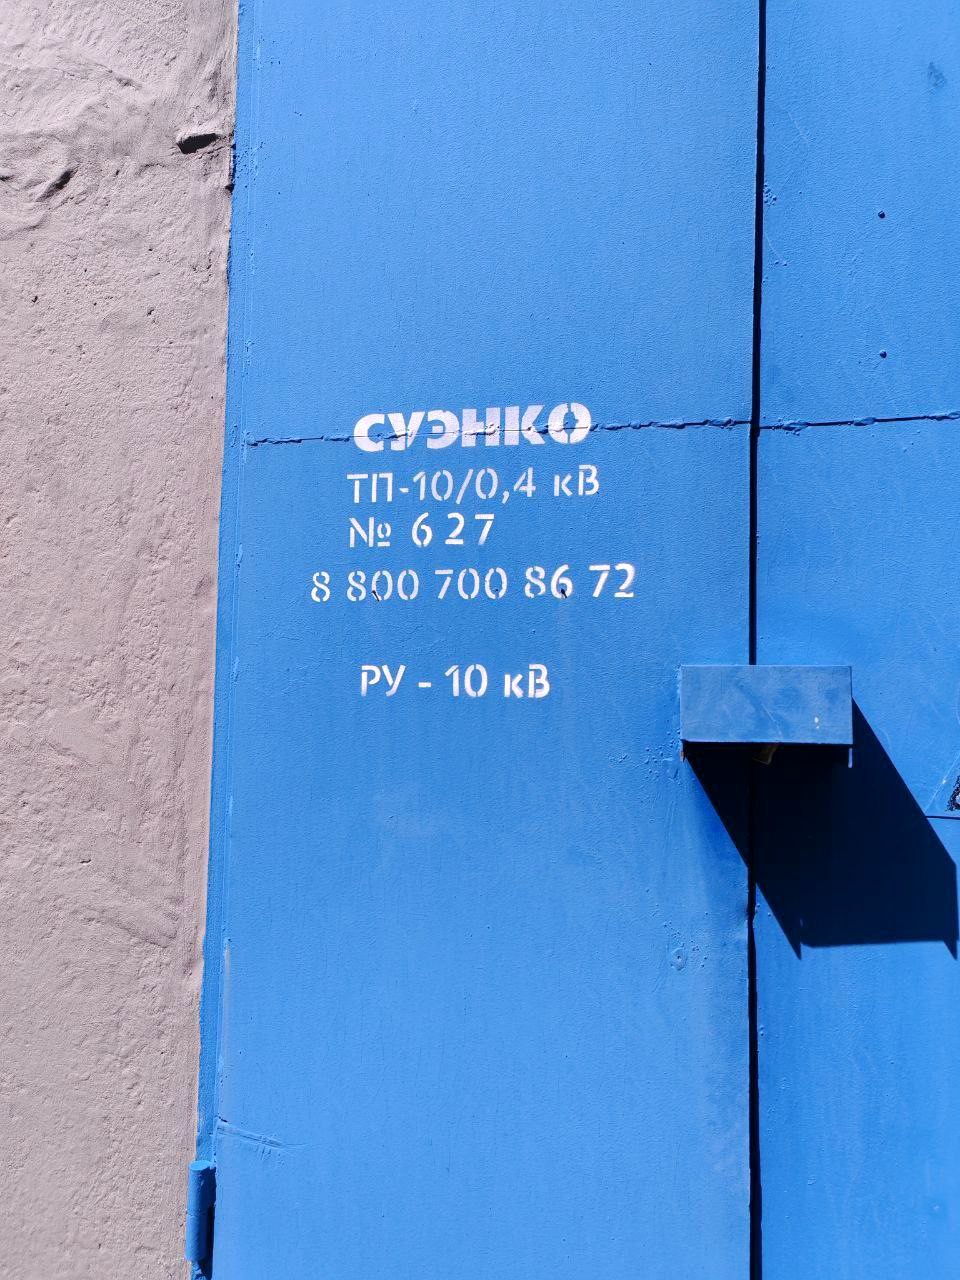 СУЭНКО
ТП-10/0,4 кВ
№ 627
8 800 700 86 72
РУ - 10 кВ